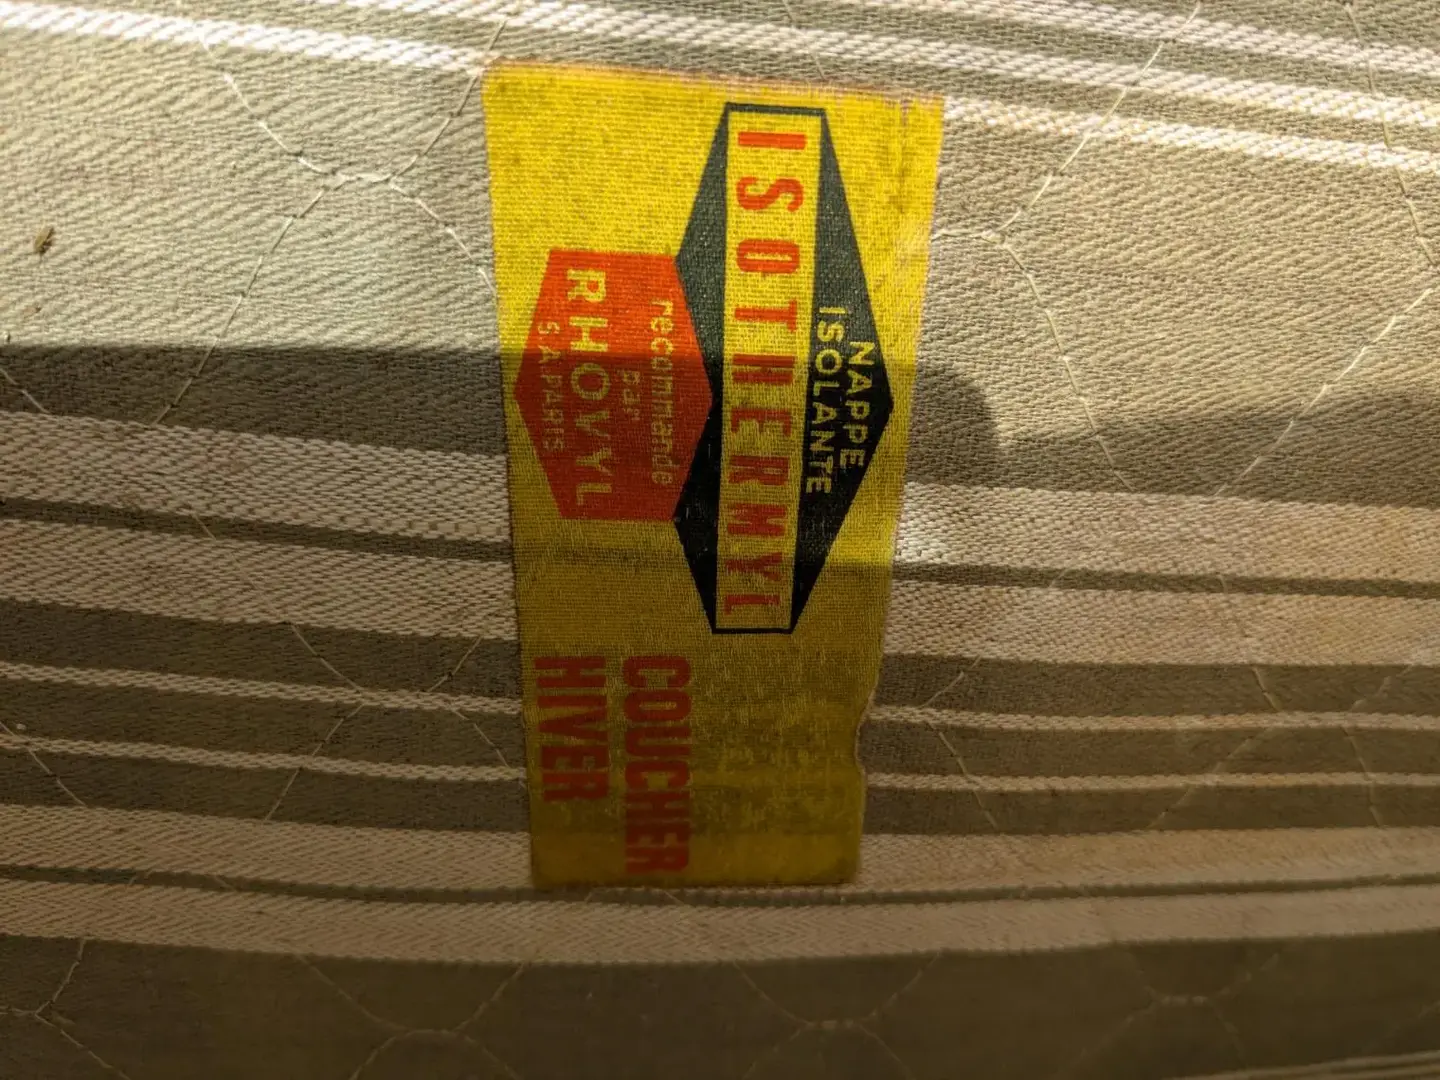 NAPPE
ISOLANTE
ISOTHERMYL
recommandé
par
RHOVYL
S.A.PARIS
COUCHER
HIVER